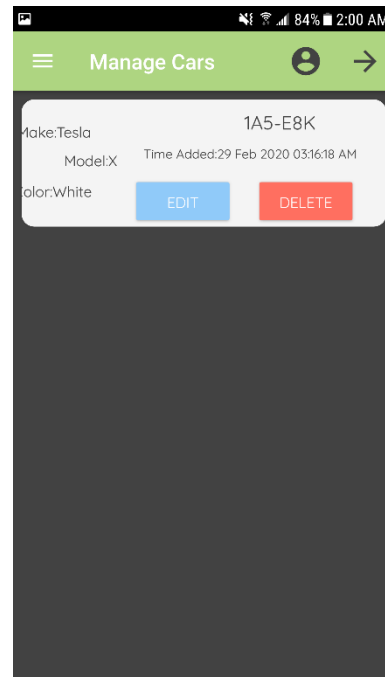 84% 2:00 AM
Manage Cars
1A5-E8K
Make:Tesla
Time Added:29 Feb 2020 03:16:18 AM
Model:X
Color:White
EDIT
DELETE